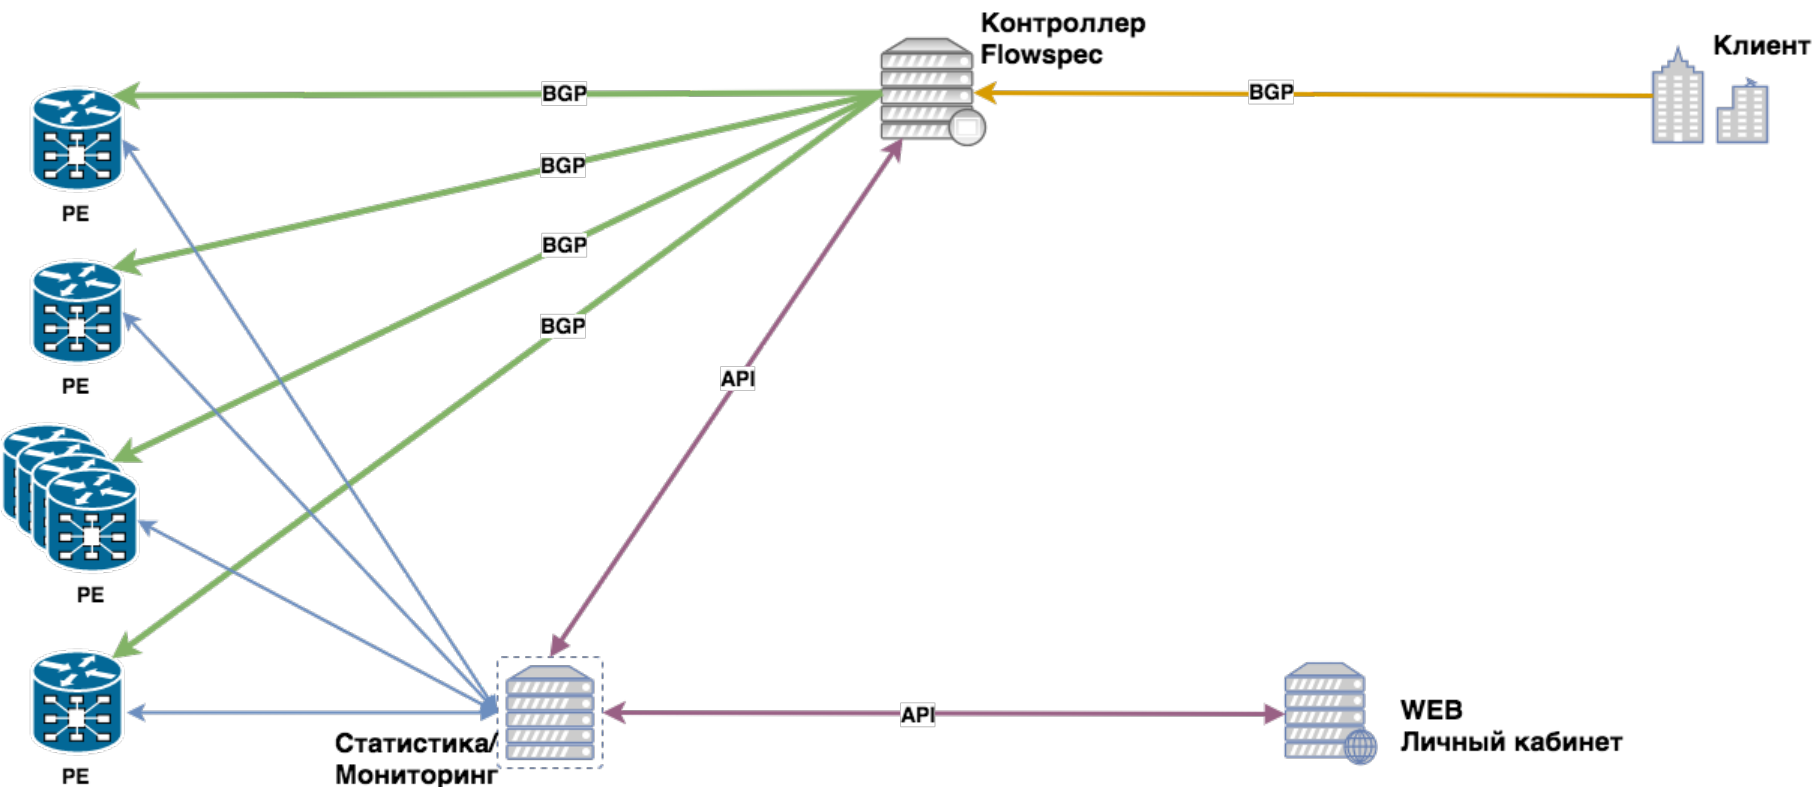 Контроллер
Flowspec
Клиент
BGP
BGP
BGP
PE
BGP
BGP
PE
API
PE
API
WEB
Личный кабинет
Статистика/
Мониторинг
PE